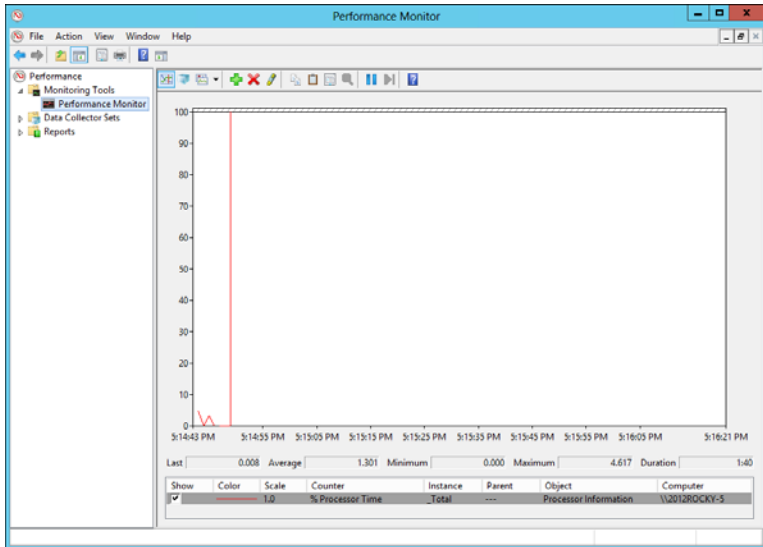 Performance Monitor
File Action View Window Help
Performance
Monitoring Tools
Performance Monitor
Data Collector Sets
Reports
100
90
80
70
60
50
40
30
20
10
0
5:14:43 PM 5:14:55 PM 5:15:05 PM 5:15:15 PM 5:15:25 PM 5:15:35 PM 5:15:45 PM 5:15:55 PM 5:16:05 PM 5:16:21 PM
Last 0.008 Average 1.301 Minimum 0.000 Maximum 4.617 Duration 1:40
Show Color Scale Counter Instance Parent Object Computer
1.0 % Processor Time _Total --- Processor Information \\2012ROCKY-5